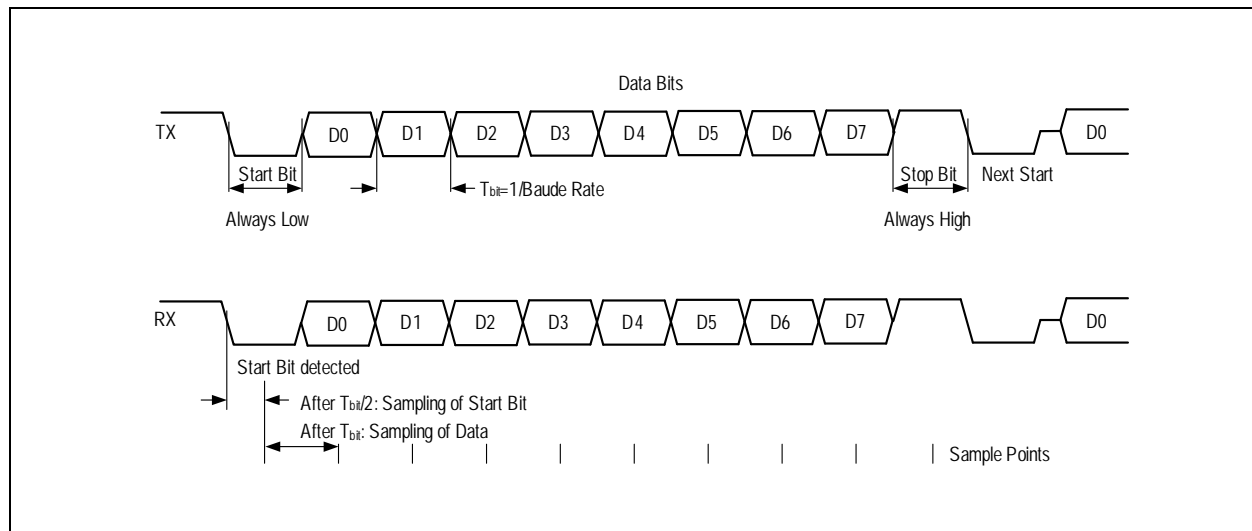 Data Bits
TX D0 D1 D2 D3 D4 D5 D6 D7 D0
Start Bit Stop Bit Next Start
Tbit=1/Baude Rate
Always Low Always High
RX D0 D1 D2 D3 D4 D5 D6 D7 D0
Start Bit detected
After Tbit/2: Sampling of Start Bit
After Tbit: Sampling of Data
Sample Points